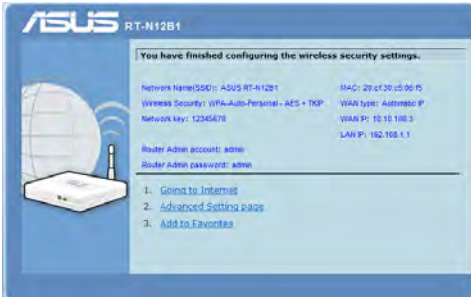 ASUS RT-N12B1
You have finished configuring the wireless security settings.
Network Name(SSID): ASUS RT-N12B1
Wireless Security: WPA-Auto-Personal - AES + TKIP
Network key: 12345678
Router Admin account: admin
Router Admin password: admin
MAC: 20:cf:30:c5:06:f5
WAN type: Automatic IP
WAN IP: 10.10.188.3
LAN IP: 192.168.1.1
1. Going to Internet
2. Advanced Setting page
3. Add to Favorites